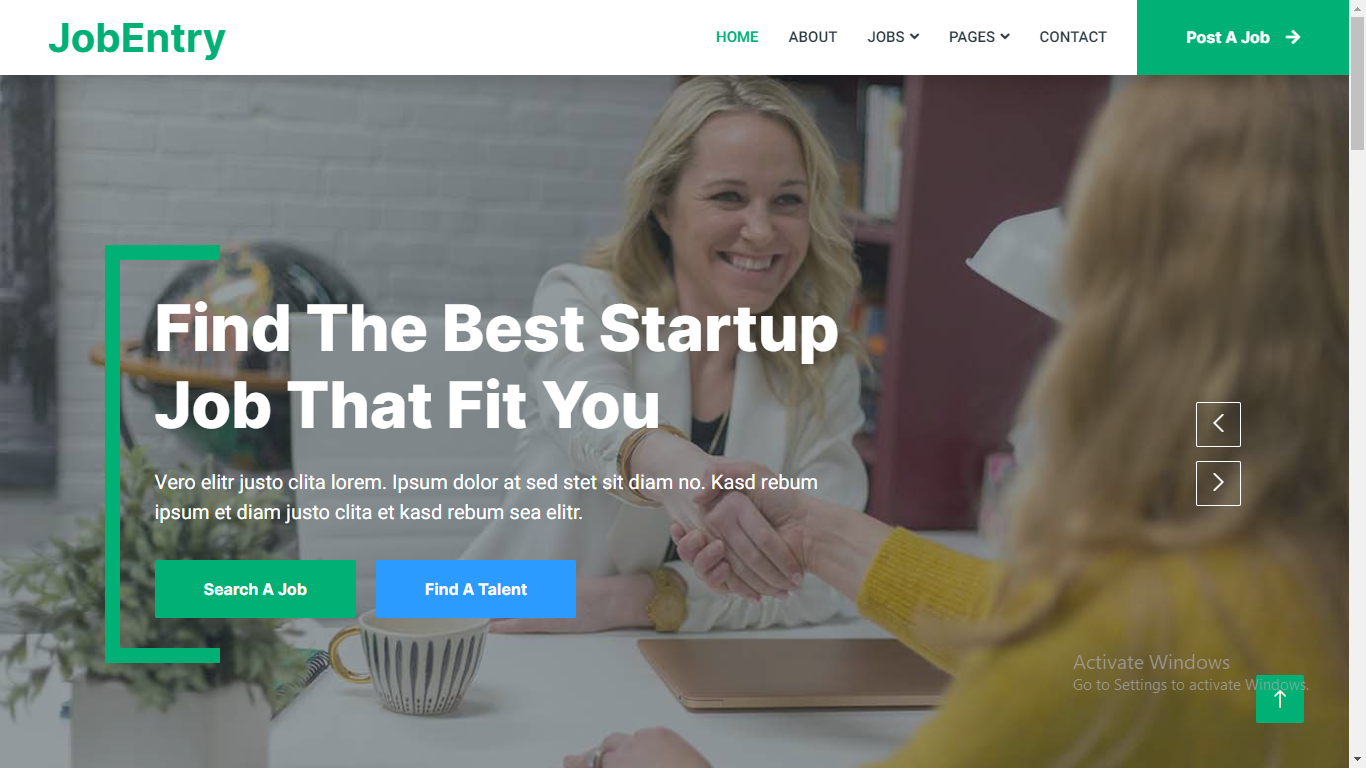 JobEntry
HOME ABOUT JOBS PAGES CONTACT Post A Job
Find The Best Startup
Job That Fit You
Vero elitr justo clita lorem. Ipsum dolor at sed stet sit diam no. Kasd rebum
ipsum et diam justo clita et kasd rebum sea elitr.
Search A Job Find A Talent
Activate Windows
Go to Settings to activate Windows.